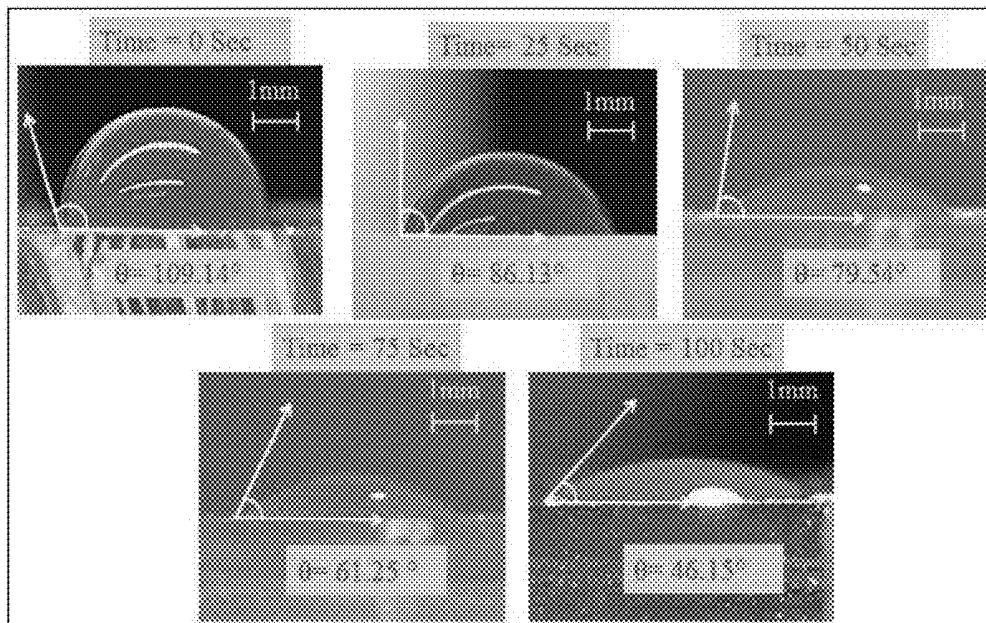 Time = 0 Sec
1mm
θ= 109.14°
Time= 25 Sec
1mm
θ= 86.13°
Time = 50 Sec
1mm
θ= 79.54°
Time = 75 Sec
1mm
θ= 61.25°
Time = 100 Sec
1mm
θ= 46.15°